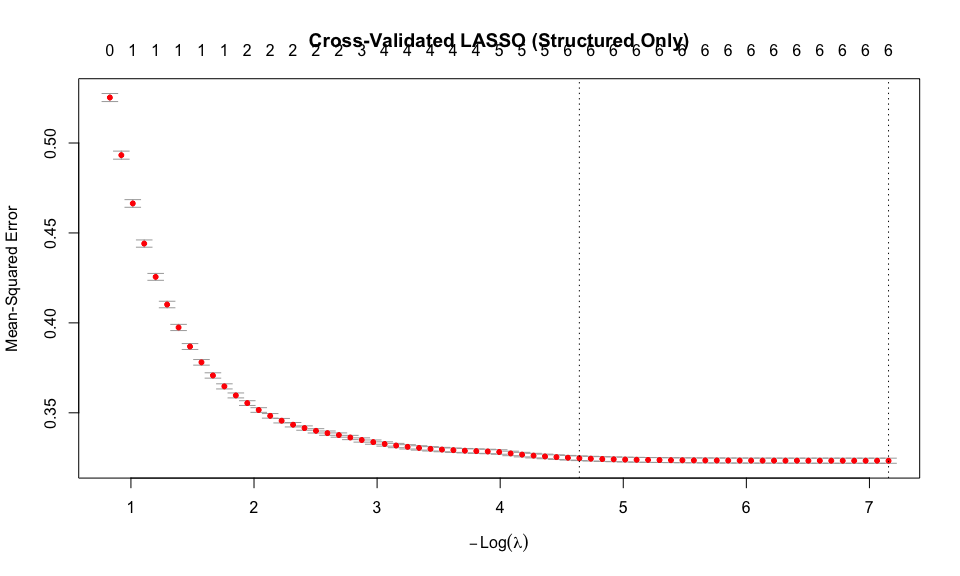 Cross-Validated LASSO (Structured Only)
0 1 1 1 1 1 2 2 2 2 2 3 4 4 4 4 4 5 5 5 6 6 6 6 6 6 6 6 6 6 6 6 6 6 6
Mean-Squared Error
0.50
0.45
0.40
0.35
1 2 3 4 5 6 7
−Log(λ)